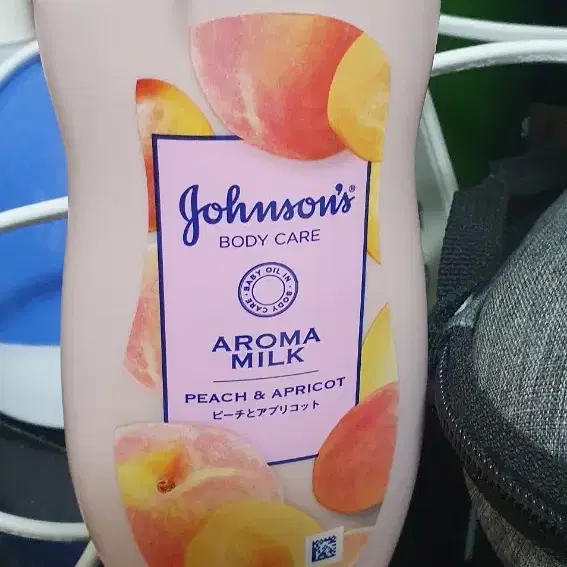 Johnson's®
BODY CARE
BABY OIL IN · BODY CARE ·
AROMA
MILK
PEACH & APRICOT
ピーチとアプリコット